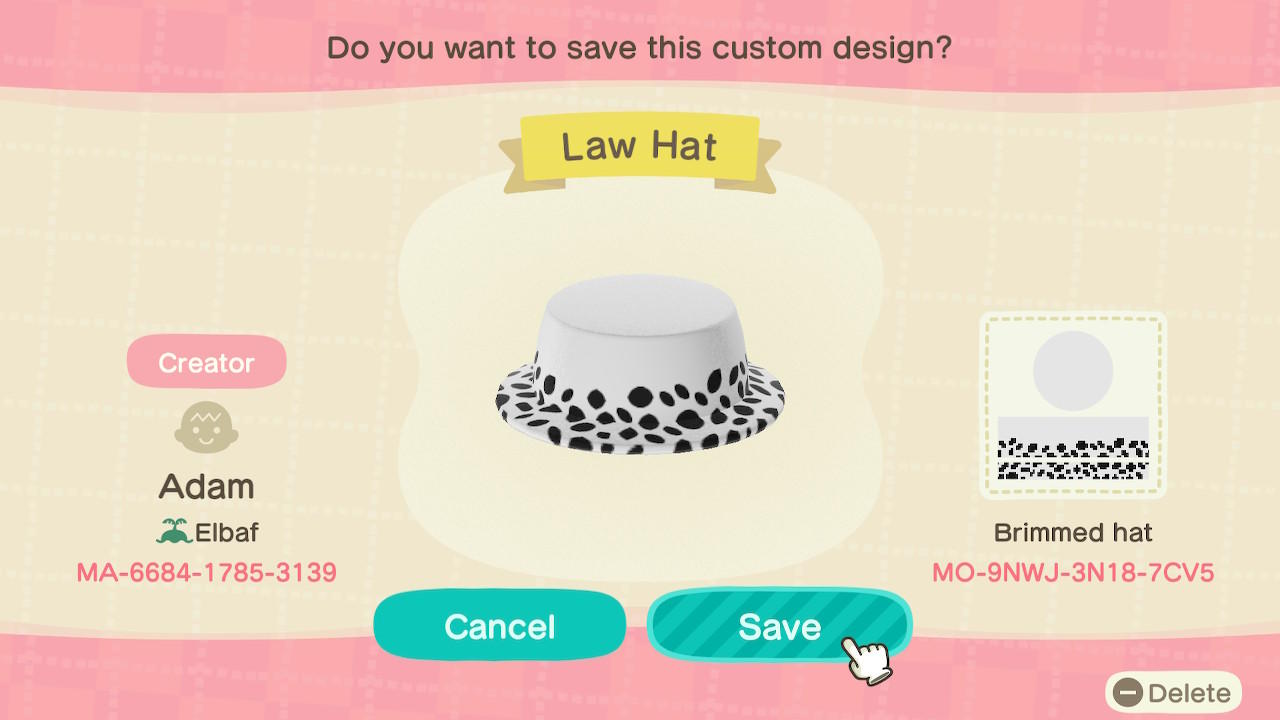 Do you want to save this custom design?
Law Hat
Creator
Adam
Elbaf
MA-6684-1785-3139
Brimmed hat
MO-9NWJ-3N18-7CV5
Cancel
Save
Delete